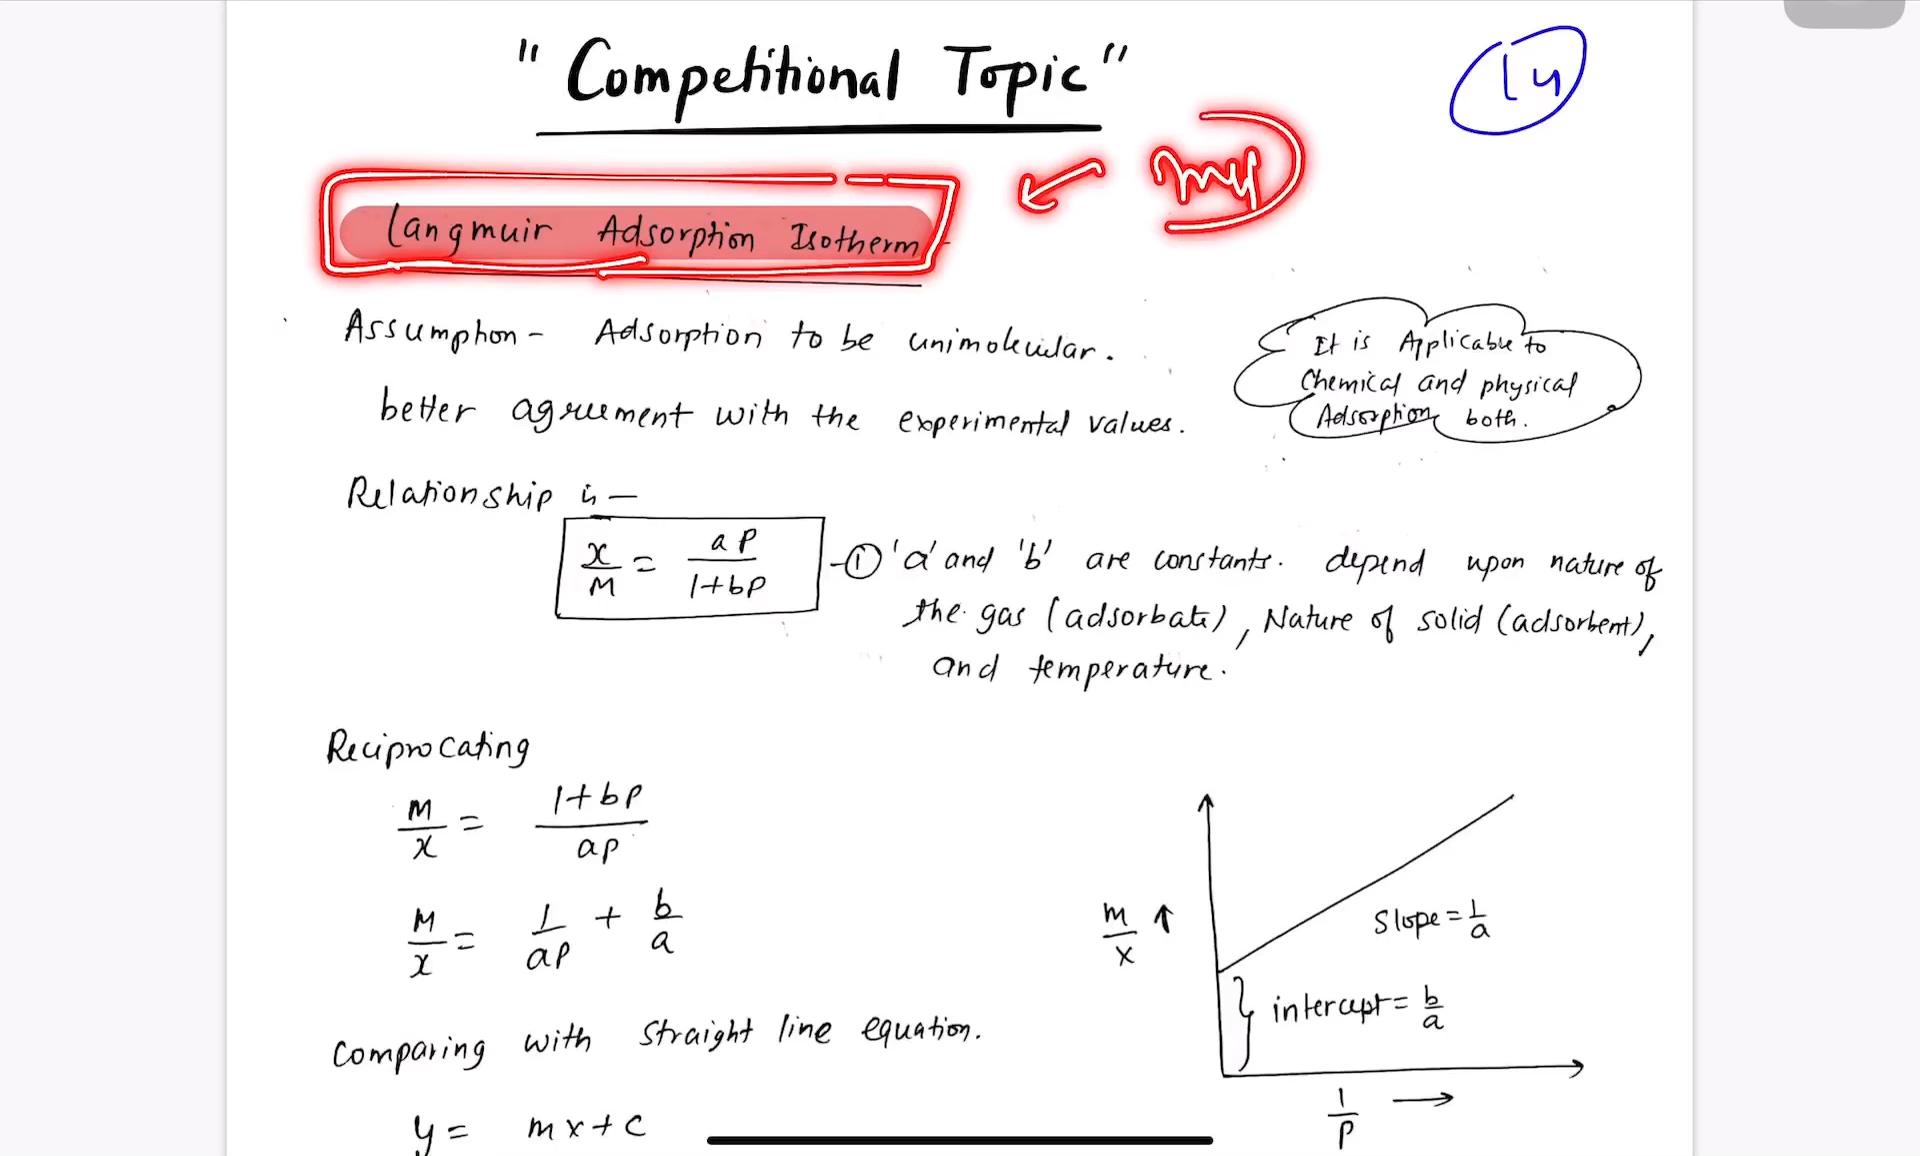 "Competitional Topic"
14
Langmuir Adsorption Isotherm
Assumption - Adsorption to be unimolecular.
better agreement with the experimental values.
It is Applicable to
Chemical and physical
Adsorption both.
Relationship is —
x/M = ap/1+bp -① 'a' and 'b' are constants. depend upon nature of
the gas (adsorbate), Nature of solid (adsorbent),
and temperature.
Reciprocating
M/x = 1+bp/ap
M/x = 1/ap + b/a
m/x ↑
Slope = 1/a
intercept = b/a
1/p →
Comparing with straight line equation.
y = mx+c